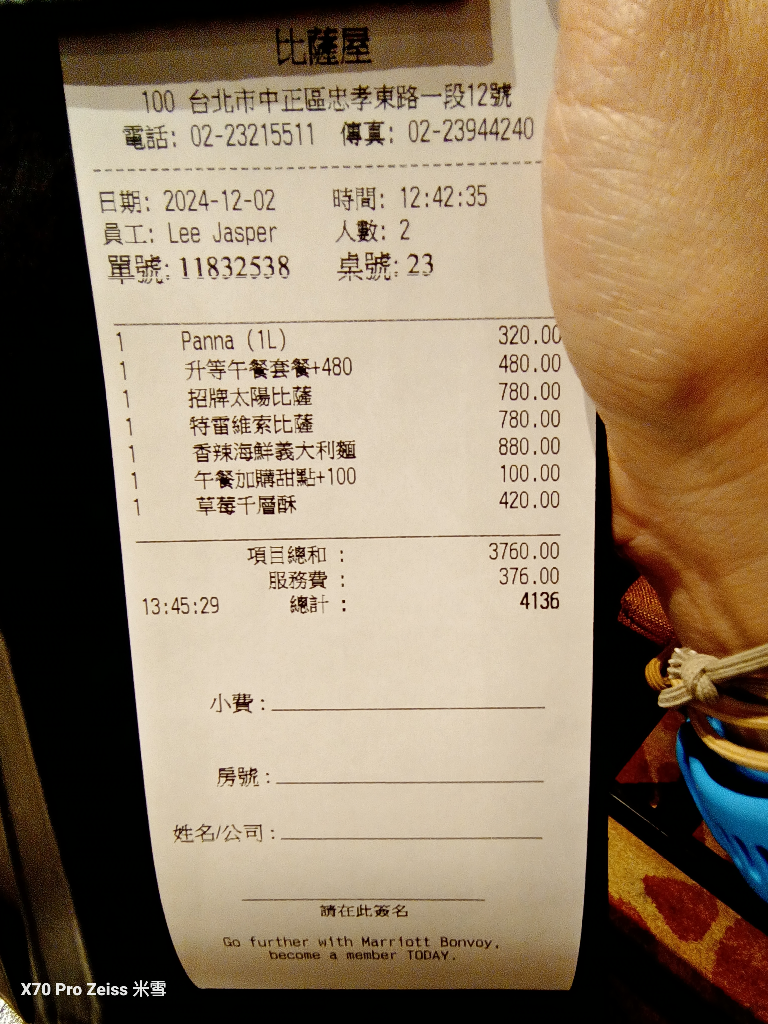 比薩屋
100 台北市中正區忠孝東路一段12號
電話: 02-23215511 傳真: 02-23944240
日期: 2024-12-02 時間: 12:42:35
員工: Lee Jasper 人數: 2
單號: 11832538 桌號: 23
1 Panna (1L) 320.00
1 升等午餐套餐+480 480.00
1 招牌太陽比薩 780.00
1 特雷維索比薩 780.00
1 香辣海鮮義大利麵 880.00
1 午餐加購甜點+100 100.00
1 草莓千層酥 420.00
項目總和 : 3760.00
服務費 : 376.00
13:45:29 總計 : 4136
小費 :
房號 :
姓名/公司 :
請在此簽名
Go further with Marriott Bonvoy,
become a member TODAY.
X70 Pro Zeiss 米雪